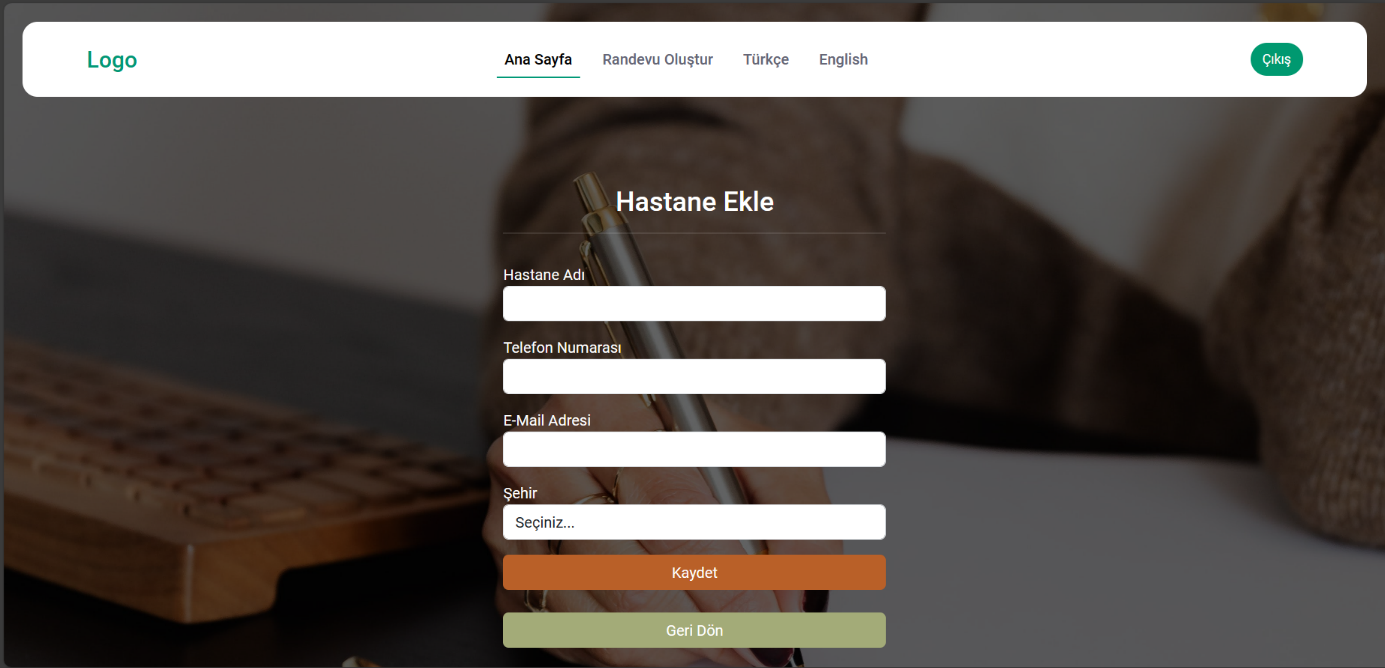 Logo
Ana Sayfa Randevu Oluştur Türkçe English
Çıkış
Hastane Ekle
Hastane Adı
Telefon Numarası
E-Mail Adresi
Şehir
Seçiniz...
Kaydet
Geri Dön